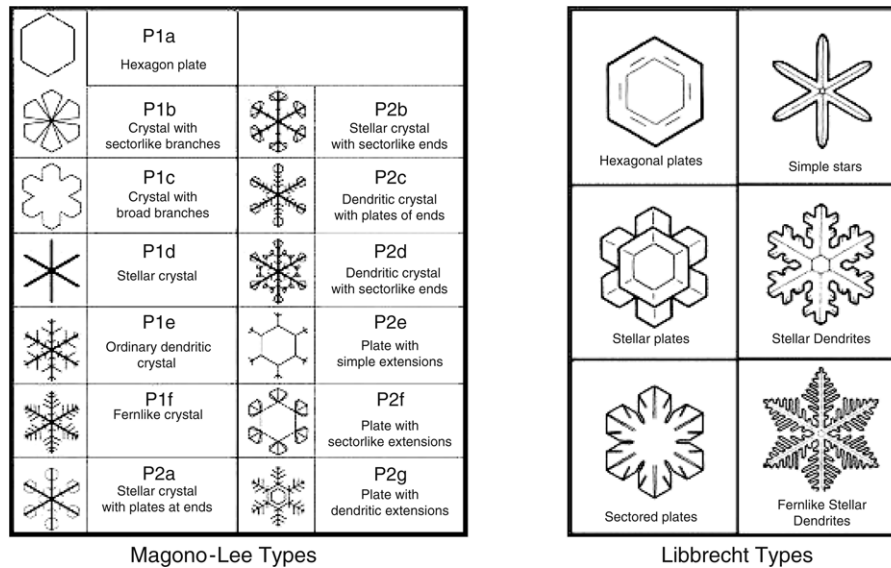 P1a
Hexagon plate
P1b
Crystal with
sectorlike branches
P2b
Stellar crystal
with sectorlike ends
P1c
Crystal with
broad branches
P2c
Dendritic crystal
with plates of ends
P1d
Stellar crystal
P2d
Dendritic crystal
with sectorlike ends
P1e
Ordinary dendritic
crystal
P2e
Plate with
simple extensions
P1f
Fernlike crystal
P2f
Plate with
sectorlike extensions
P2a
Stellar crystal
with plates at ends
P2g
Plate with
dendritic extensions
Magono-Lee Types
Hexagonal plates
Simple stars
Stellar plates
Stellar Dendrites
Sectored plates
Fernlike Stellar
Dendrites
Libbrecht Types